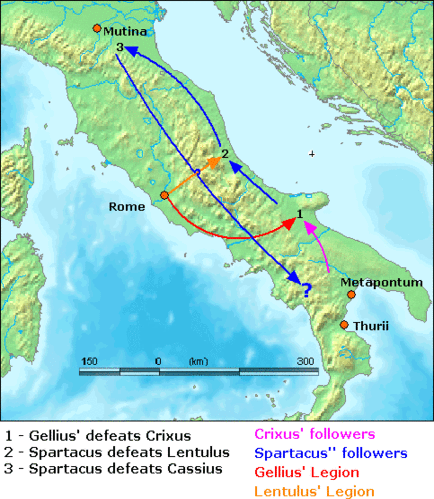 Mutina
3
2
?
Rome
1
?
Metapontum
Thurii
150 0 (km) 300
1 - Gellius' defeats Crixus
2 - Spartacus defeats Lentulus
3 - Spartacus defeats Cassius
Crixus' followers
Spartacus'' followers
Gellius' Legion
Lentulus' Legion